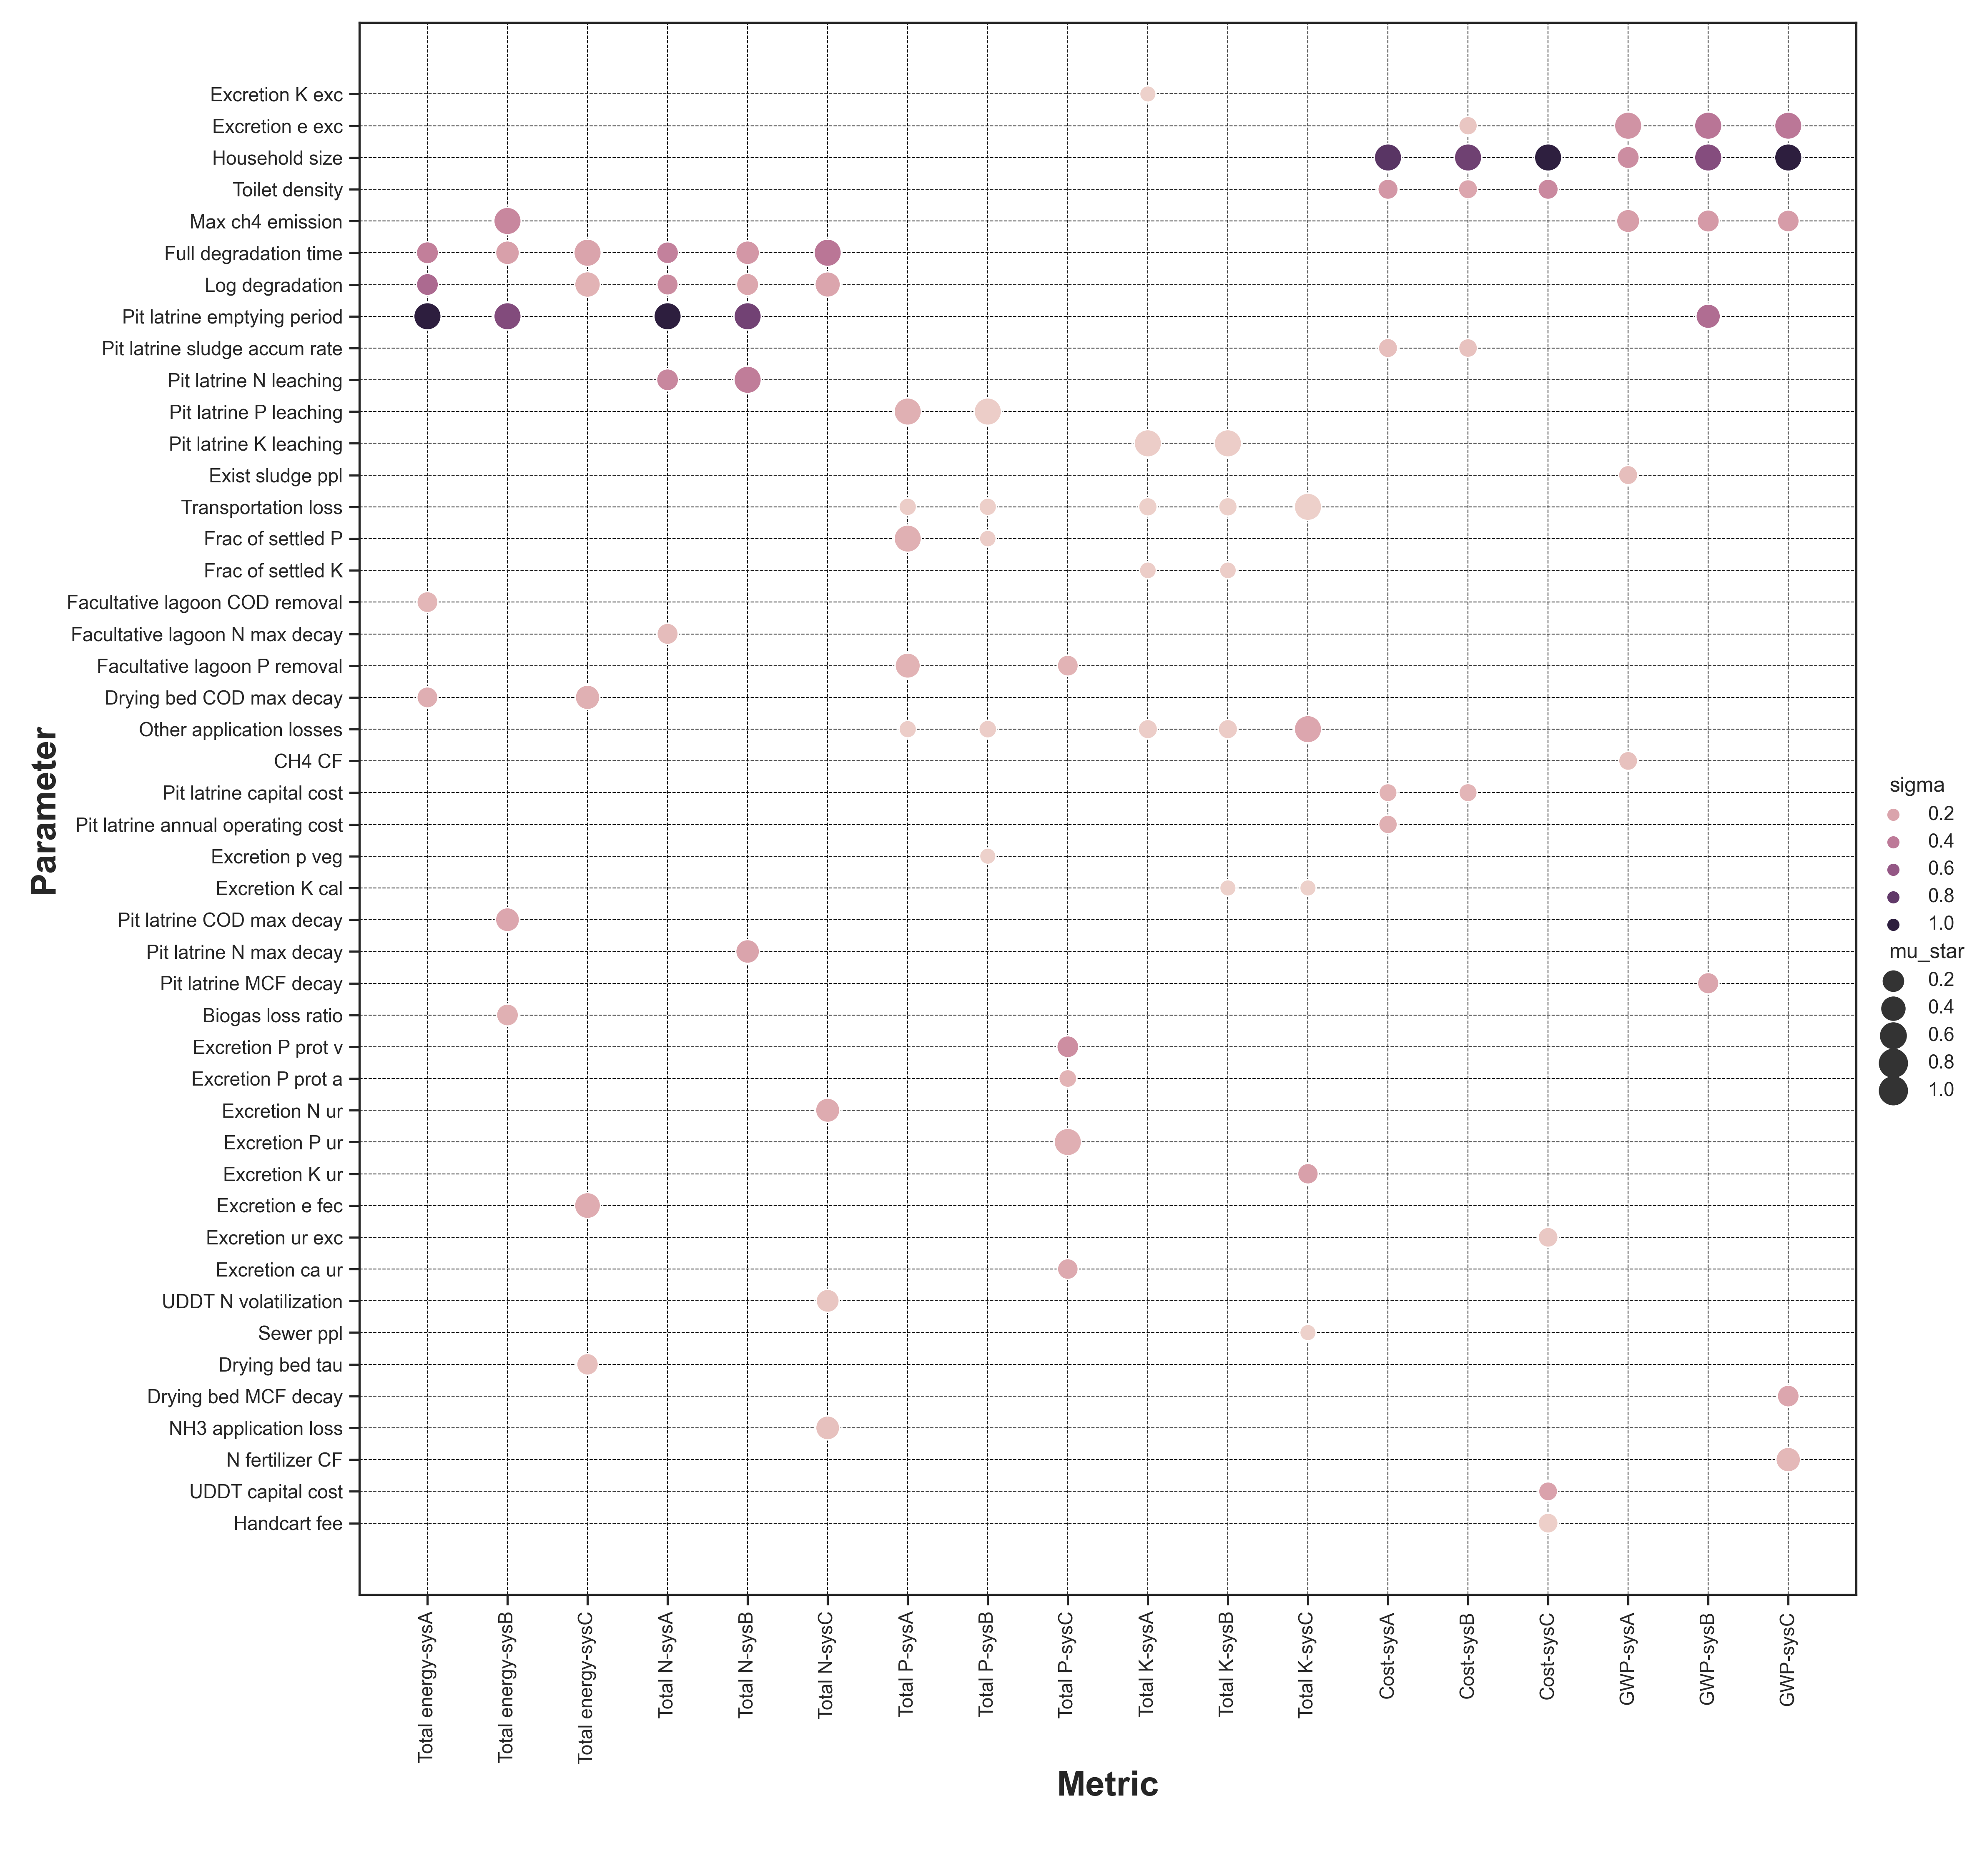 Excretion K exc
Excretion e exc
Household size
Toilet density
Max ch4 emission
Full degradation time
Log degradation
Pit latrine emptying period
Pit latrine sludge accum rate
Pit latrine N leaching
Pit latrine P leaching
Pit latrine K leaching
Exist sludge ppl
Transportation loss
Frac of settled P
Frac of settled K
Facultative lagoon COD removal
Facultative lagoon N max decay
Facultative lagoon P removal
Drying bed COD max decay
Other application losses
CH4 CF
Pit latrine capital cost
Pit latrine annual operating cost
Excretion p veg
Excretion K cal
Pit latrine COD max decay
Pit latrine N max decay
Pit latrine MCF decay
Biogas loss ratio
Excretion P prot v
Excretion P prot a
Excretion N ur
Excretion P ur
Excretion K ur
Excretion e fec
Excretion ur exc
Excretion ca ur
UDDT N volatilization
Sewer ppl
Drying bed tau
Drying bed MCF decay
NH3 application loss
N fertilizer CF
UDDT capital cost
Handcart fee
Parameter
Total energy-sysA
Total energy-sysB
Total energy-sysC
Total N-sysA
Total N-sysB
Total N-sysC
Total P-sysA
Total P-sysB
Total P-sysC
Total K-sysA
Total K-sysB
Total K-sysC
Cost-sysA
Cost-sysB
Cost-sysC
GWP-sysA
GWP-sysB
GWP-sysC
Metric
sigma
0.2
0.4
0.6
0.8
1.0
mu_star
0.2
0.4
0.6
0.8
1.0